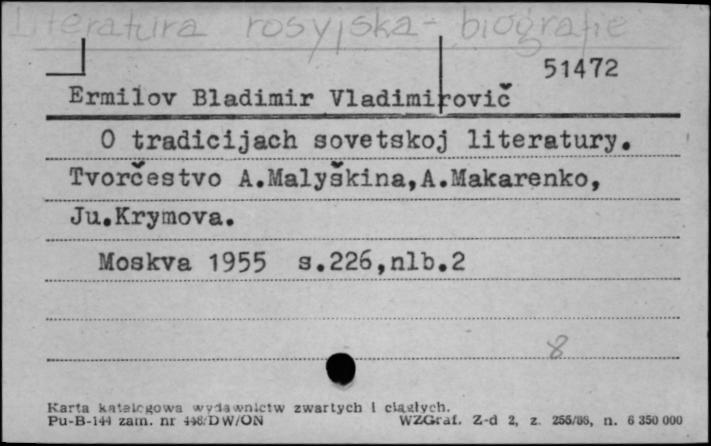 Literatura rosyjska - biografie
51472
Ermilov Bladimir Vladimirovič
O tradicijach sovetskoj literatury.
Tvorčestvo A.Malyškina,A.Makarenko,
Ju.Krymova.
Moskva 1955 s.226,nlb.2
8
Karta katalogowa wydawnictw zwartych i ciągłych.
Pu-B-144 zam. nr 448/DW/ON WZGraf. Z-d 2, z. 255/86, n. 6 350 000